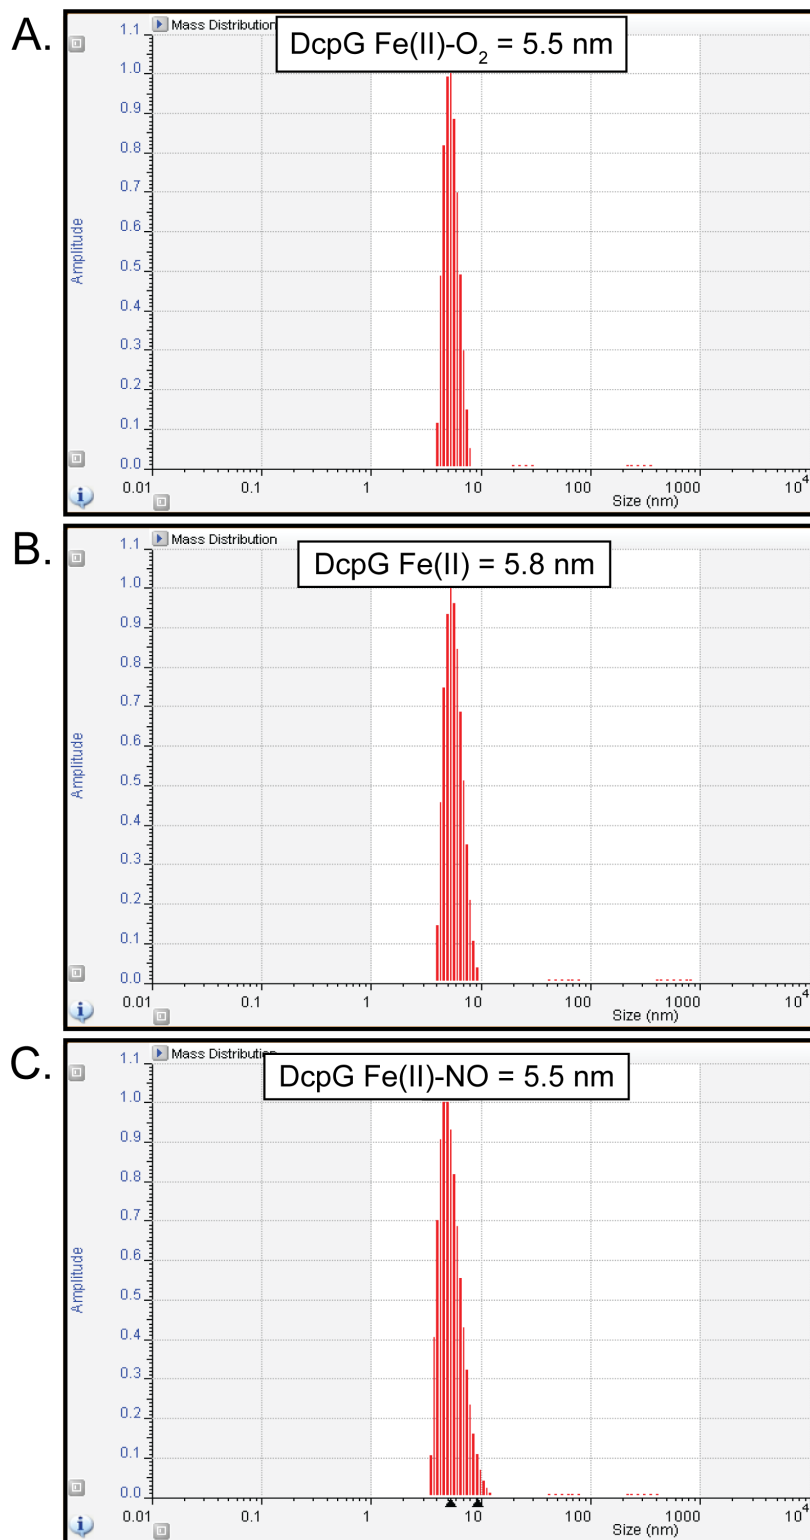 A.
Mass Distribution
DcpG Fe(II)-O₂ = 5.5 nm
1.1
1.0
0.9
0.8
0.7
0.6
0.5
0.4
0.3
0.2
0.1
0.0
Amplitude
0.01 0.1 1 10 100 1000 10⁴
Size (nm)
B.
Mass Distribution
DcpG Fe(II) = 5.8 nm
1.1
1.0
0.9
0.8
0.7
0.6
0.5
0.4
0.3
0.2
0.1
0.0
Amplitude
0.01 0.1 1 10 100 1000 10⁴
Size (nm)
C.
Mass Distribution
DcpG Fe(II)-NO = 5.5 nm
1.1
1.0
0.9
0.8
0.7
0.6
0.5
0.4
0.3
0.2
0.1
0.0
Amplitude
0.01 0.1 1 10 100 1000 10⁴
Size (nm)